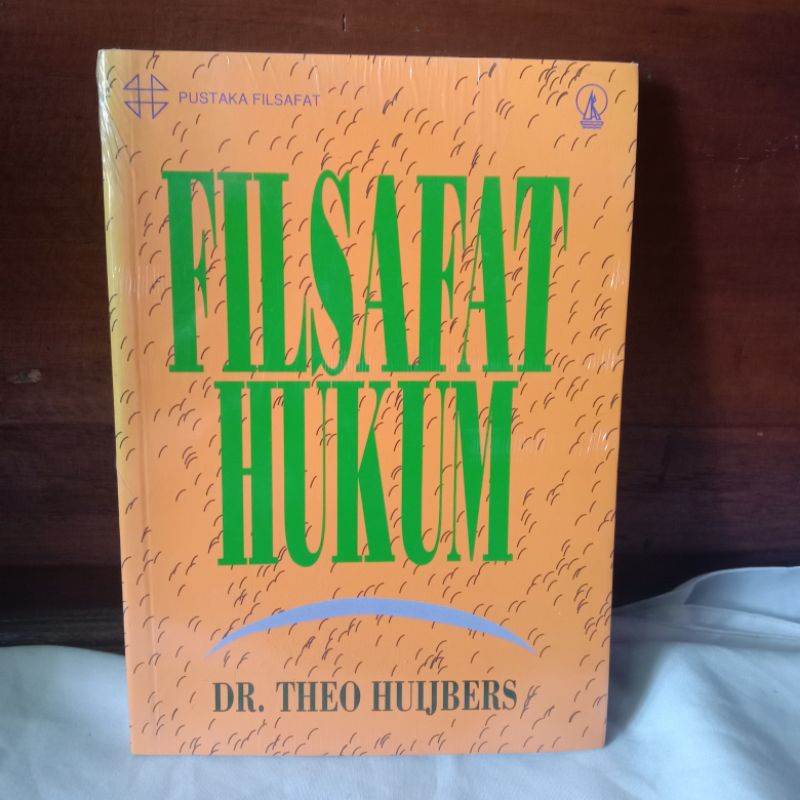 PUSTAKA FILSAFAT
FILSAFAT
HUKUM
DR. THEO HUIJBERS